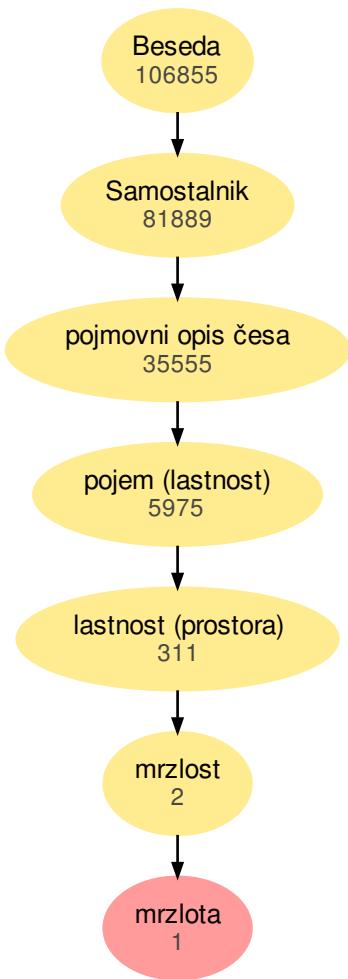 Beseda
106855
Samostalnik
81889
pojmovni opis česa
35555
pojem (lastnost)
5975
lastnost (prostora)
311
mrzlost
2
mrzlota
1